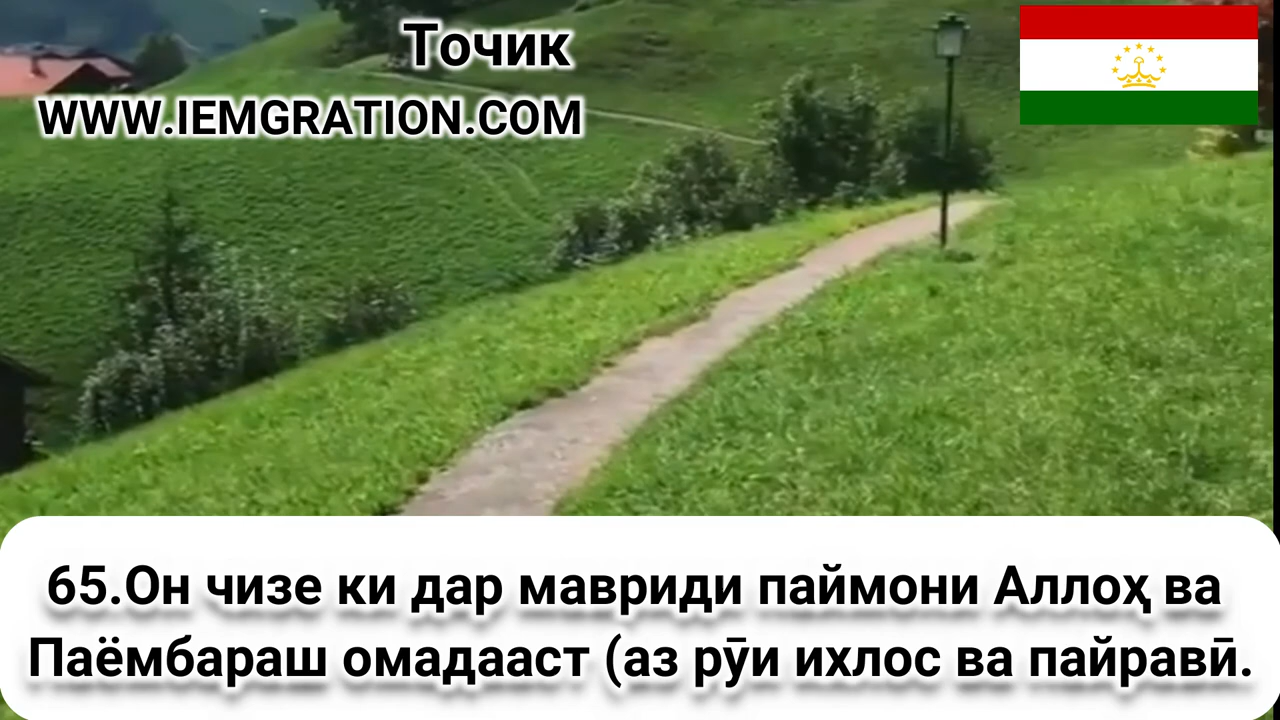 Точик
WWW.IEMGRATION.COM
65.Он чизе ки дар мавриди паймони Аллоҳ ва
Паёмбараш омадааст (аз рӯи ихлос ва пайравӣ.